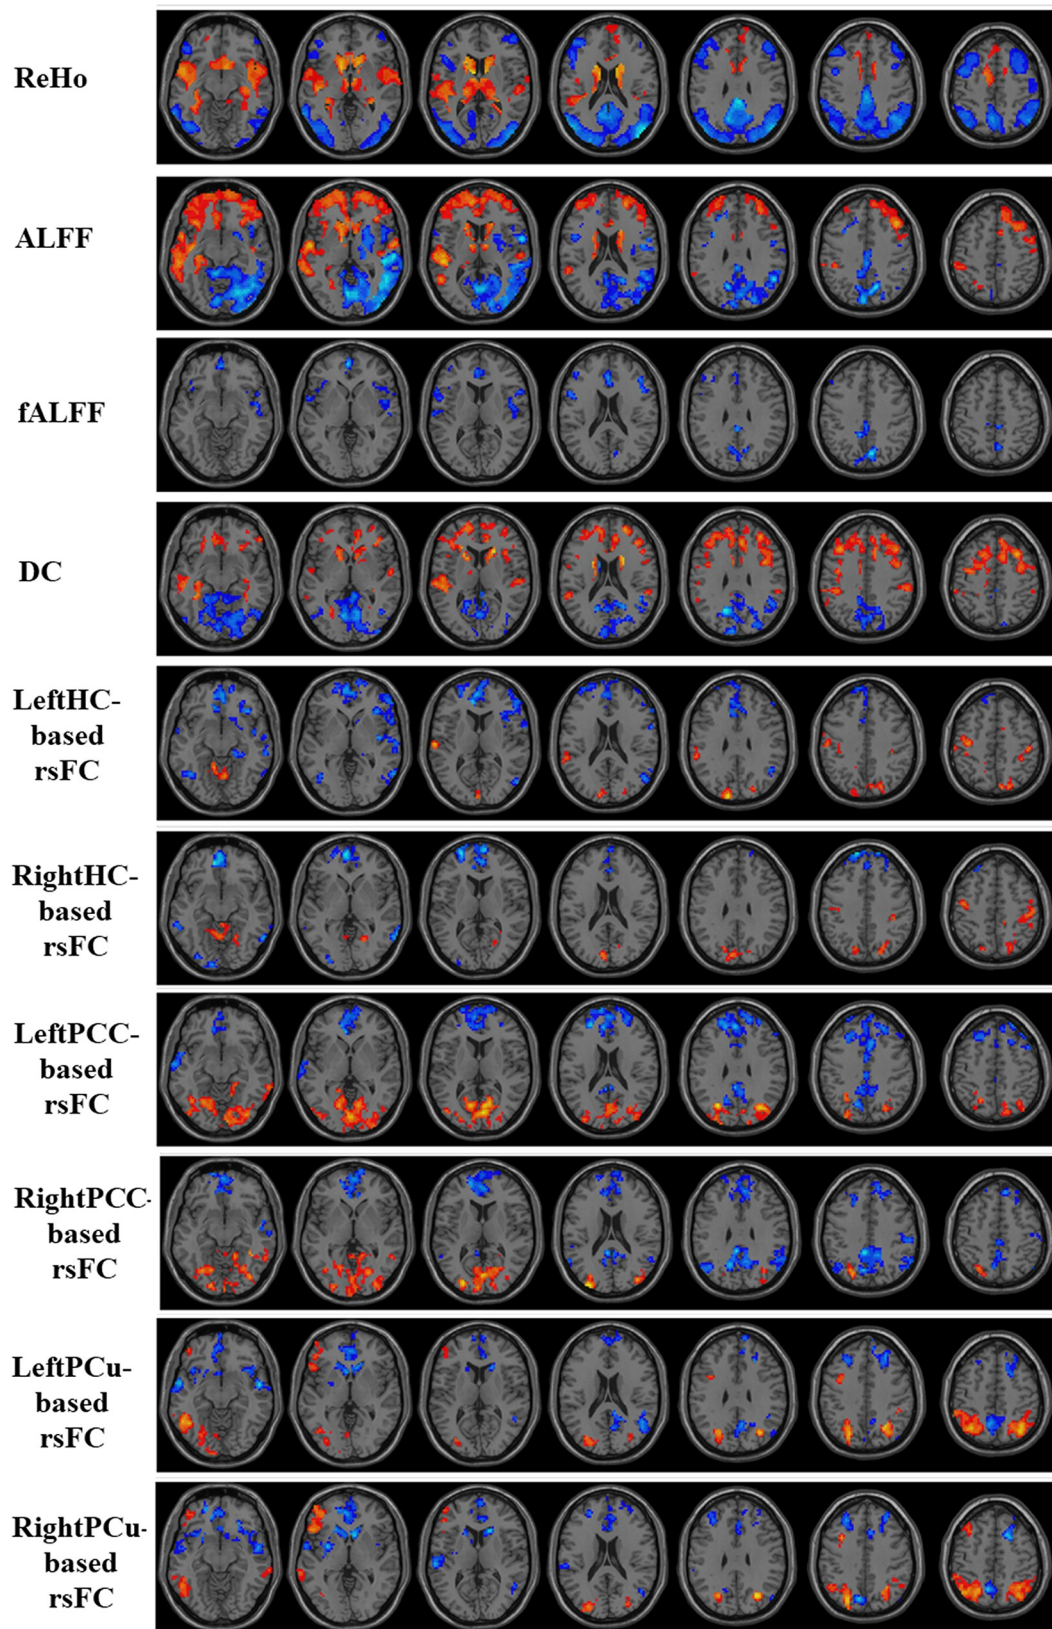 ReHo
ALFF
fALFF
DC
LeftHC-
based
rsFC
RightHC-
based
rsFC
LeftPCC-
based
rsFC
RightPCC-
based
rsFC
LeftPCu-
based
rsFC
RightPCu-
based
rsFC